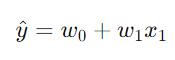 ŷ = w₀ + w₁x₁